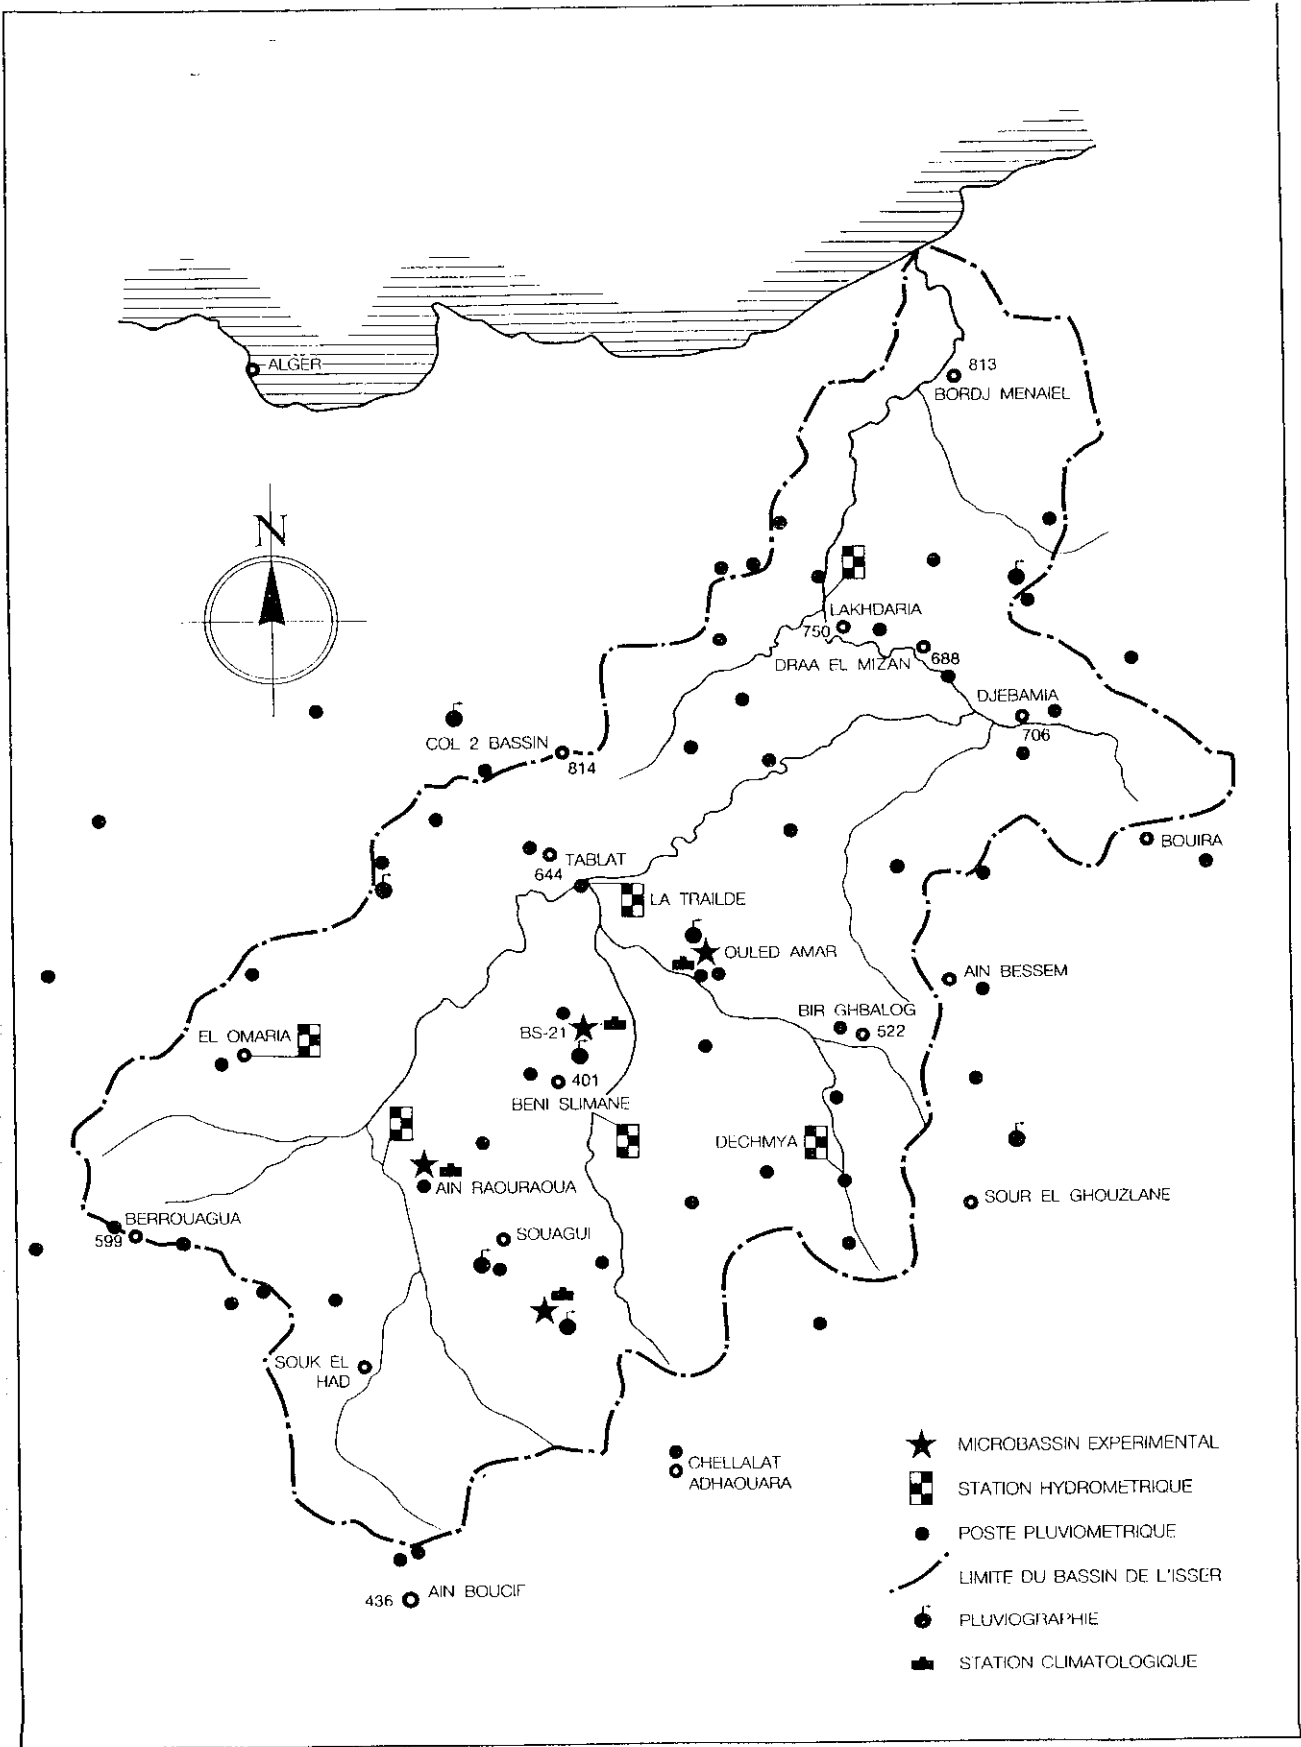 ALGER
813
BORDJ MENAIEL
N
LAKHDARIA
750
DRAA EL MIZAN
688
DJEBAMIA
706
COL 2 BASSIN
814
BOUIRA
TABLAT
644
LA TRAILDE
OULED AMAR
AIN BESSEM
BIR GHBALOG
522
EL OMARIA
BS-21
401
BENI SLIMANE
DECHMYA
AIN RAOURAOUA
SOUR EL GHOUZLANE
BERROUAGUA
599
SOUAGUI
SOUK EL
HAD
CHELLALAT
ADHAOUARA
436
AIN BOUCIF
MICROBASSIN EXPERIMENTAL
STATION HYDROMETRIQUE
POSTE PLUVIOMETRIQUE
LIMITE DU BASSIN DE L'ISSER
PLUVIOGRAPHIE
STATION CLIMATOLOGIQUE